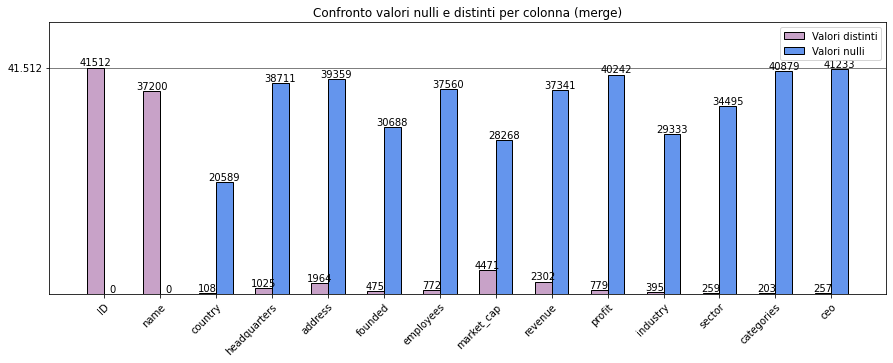 Confronto valori nulli e distinti per colonna (merge)
Valori distinti
Valori nulli
41.512
41512
0
37200
0
108
20589
1025
38711
1964
39359
475
30688
772
37560
4471
28268
2302
37341
779
40242
395
29333
259
34495
203
40879
257
41233
ID
name
country
headquarters
address
founded
employees
market_cap
revenue
profit
industry
sector
categories
ceo